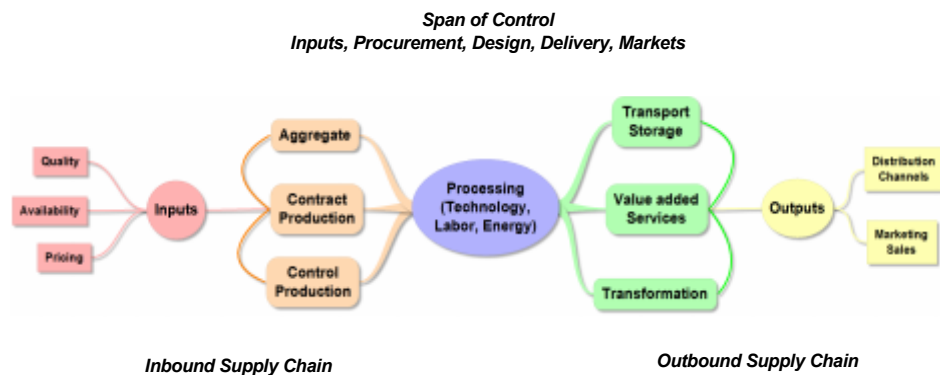 Span of Control
Inputs, Procurement, Design, Delivery, Markets
Quality
Availability
Pricing
Inputs
Aggregate
Contract
Production
Control
Production
Processing
(Technology,
Labor, Energy)
Transport
Storage
Value added
Services
Transformation
Outputs
Distribution
Channels
Marketing
Sales
Inbound Supply Chain
Outbound Supply Chain